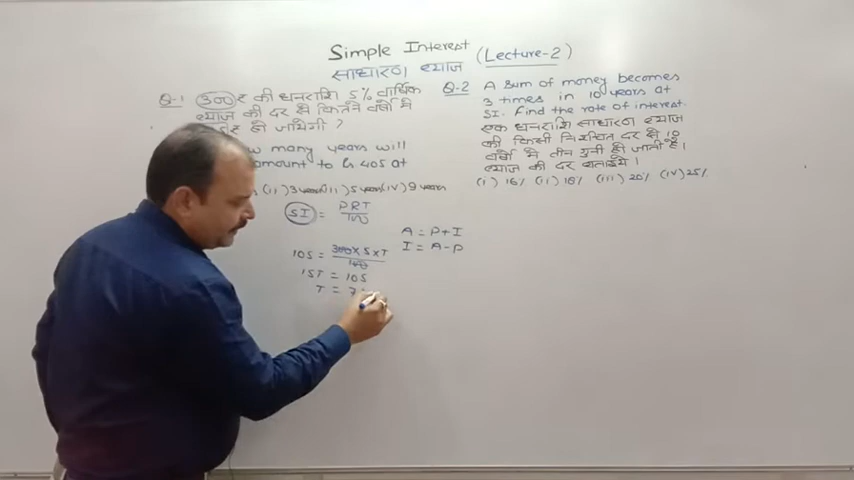 Simple Interest (Lecture-2)
साधारण ब्याज
Q-1 300₹ की धनराशि 5% वार्षिक
ब्याज की दर से कितने वर्षो मे
हो जायेगी ?
how many years will
amount to Rs 405 at
(ii) 3 years (iii) 5 years (iv) 9 years
SI = PRT
100
A = P+I
I = A-P
105 = 300 x 5 x T
100
15T = 105
T = 7
Q-2 A Sum of money becomes
3 times in 10 years at
SI. Find the rate of interest.
एक धनराशि साधारण ब्याज
की किसी निश्चित दर से 10
वर्षो मे तीन गुनी हो जाती है।
ब्याज की दर बताइये।
(i) 16% (ii) 18% (iii) 20% (iv) 25%